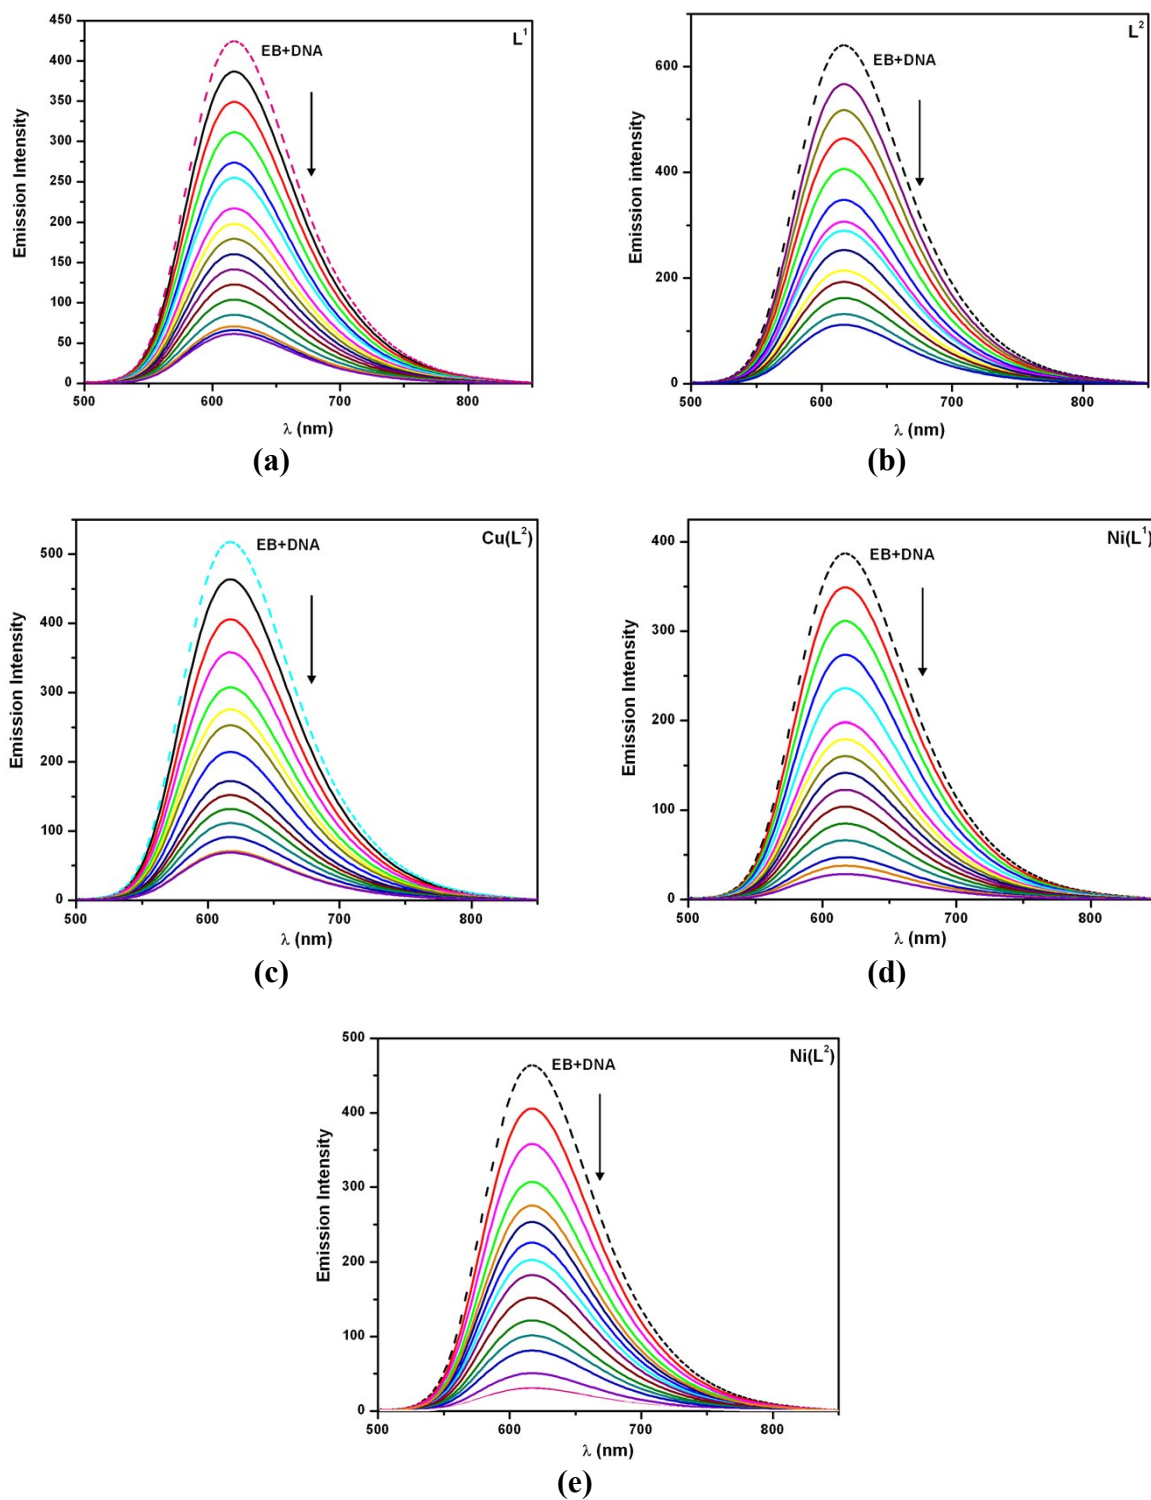 L¹
EB+DNA
Emission Intensity
450
400
350
300
250
200
150
100
50
0
500
600
700
800
λ (nm)
(a)
L²
EB+DNA
Emission intensity
600
400
200
0
500
600
700
800
λ (nm)
(b)
Cu(L²)
EB+DNA
Emission Intensity
500
400
300
200
100
0
500
600
700
800
λ (nm)
(c)
Ni(L¹)
EB+DNA
Emission Intensity
400
300
200
100
0
500
600
700
800
λ (nm)
(d)
Ni(L²)
EB+DNA
Emission Intensity
500
400
300
200
100
0
500
600
700
800
λ (nm)
(e)